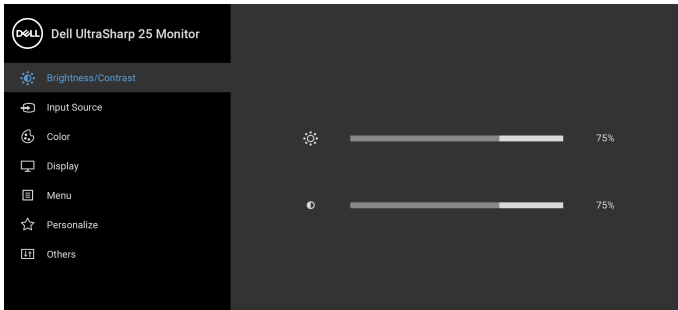 DELL Dell UltraSharp 25 Monitor
Brightness/Contrast
Input Source
Color
75%
Display
Menu
75%
Personalize
Others